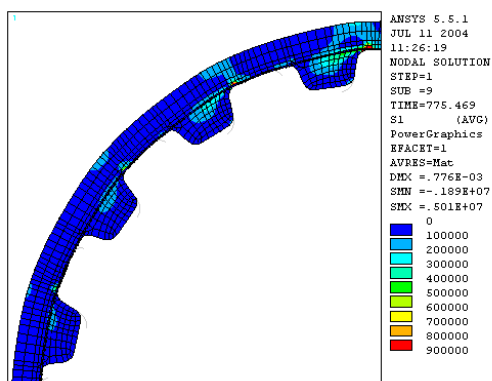 1
ANSYS 5.5.1
JUL 11 2004
11:26:19
NODAL SOLUTION
STEP=1
SUB =9
TIME=775.469
S1 (AVG)
PowerGraphics
EFACET=1
AVRES=Mat
DMX =.776E-03
SMN =-.189E+07
SMX =.501E+07
0
100000
200000
300000
400000
500000
600000
700000
800000
900000